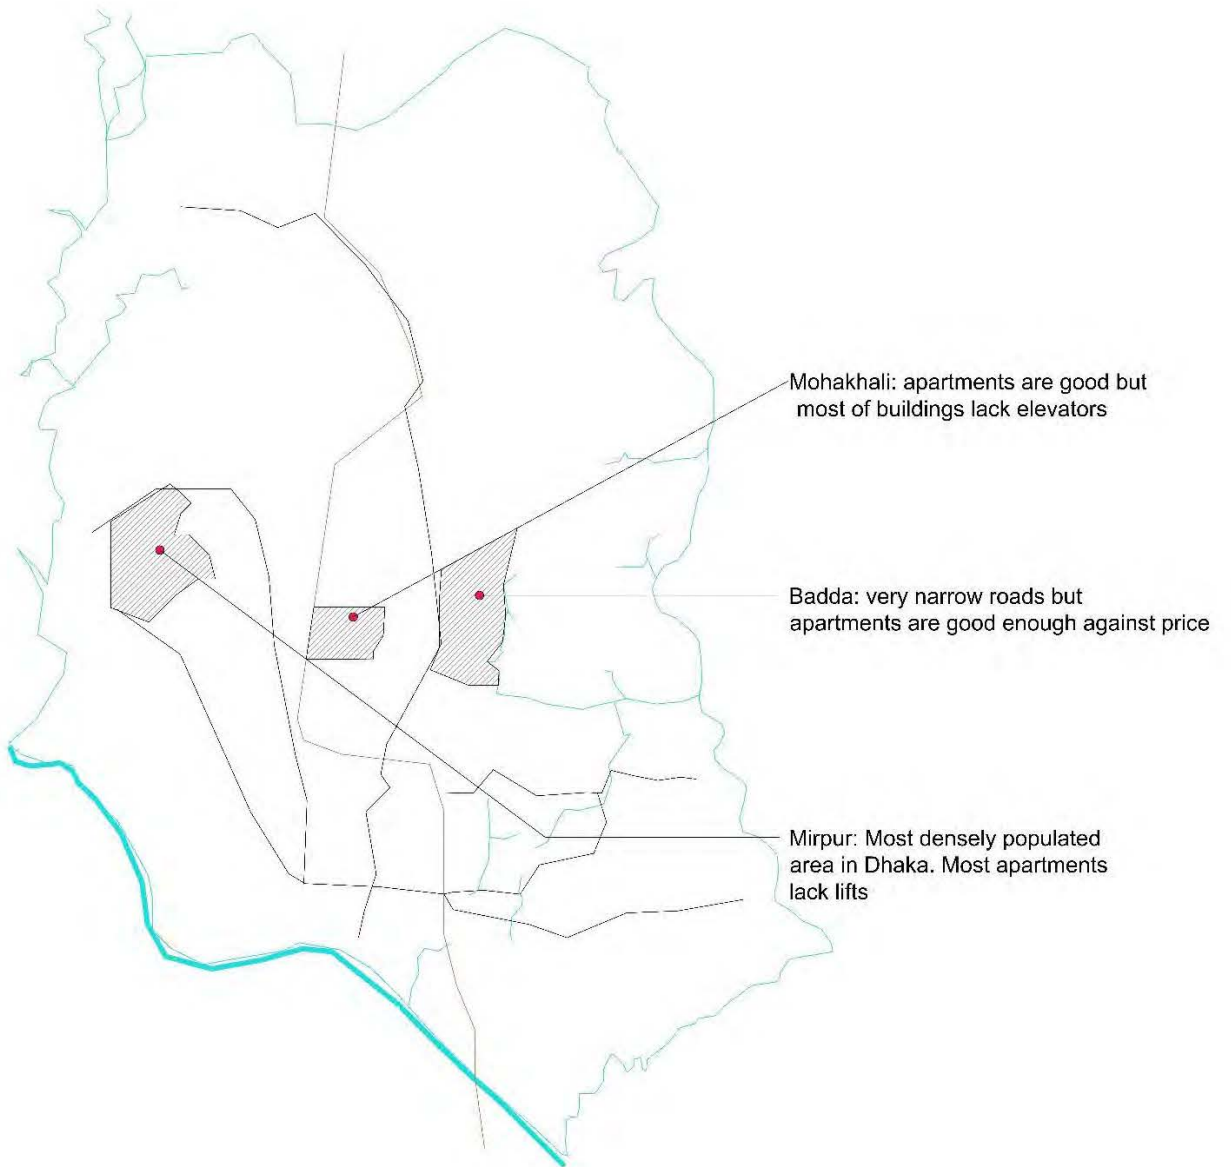 Mohakhali: apartments are good but
most of buildings lack elevators
Badda: very narrow roads but
apartments are good enough against price
Mirpur: Most densely populated
area in Dhaka. Most apartments
lack lifts